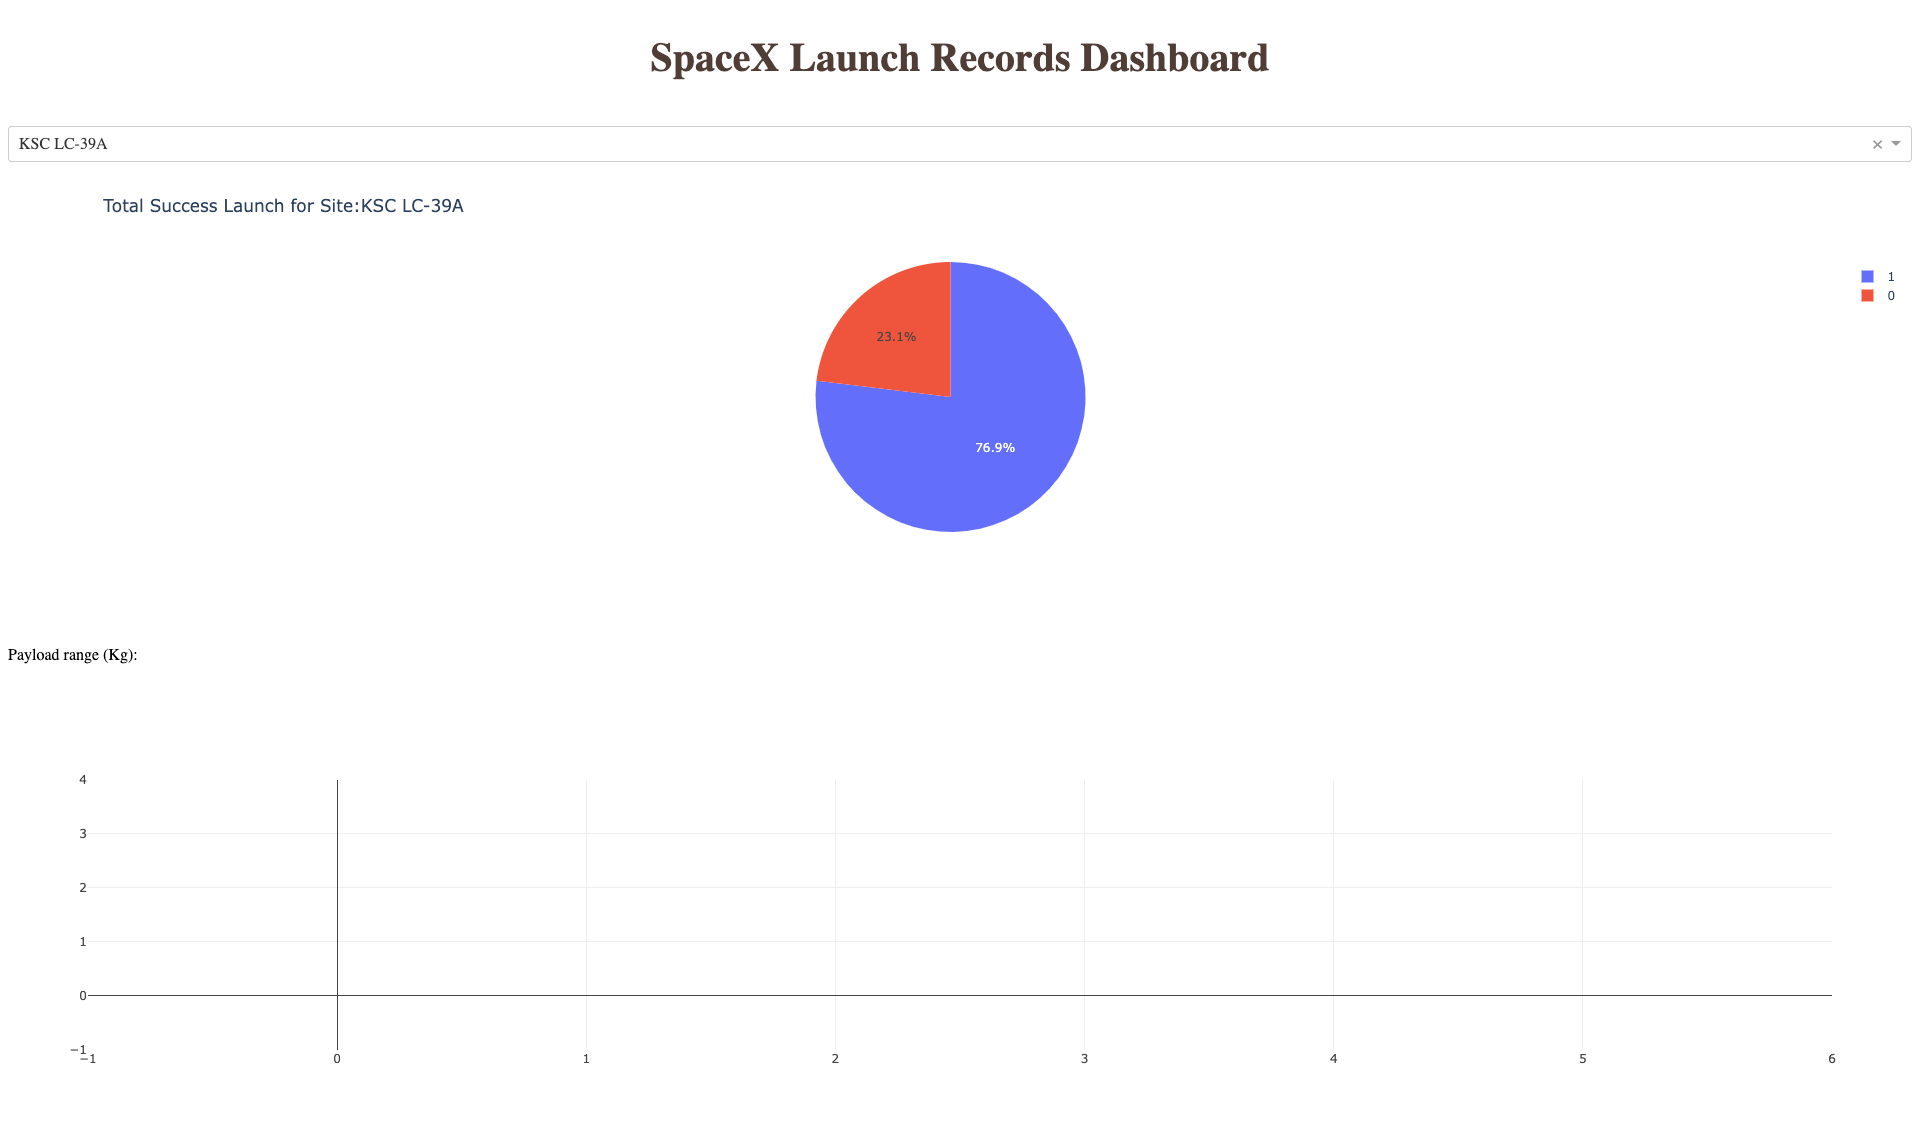 SpaceX Launch Records Dashboard
KSC LC-39A
×
Total Success Launch for Site:KSC LC-39A
1
0
23.1%
76.9%
Payload range (Kg):
4
3
2
1
0
−1
−1 0 1 2 3 4 5 6